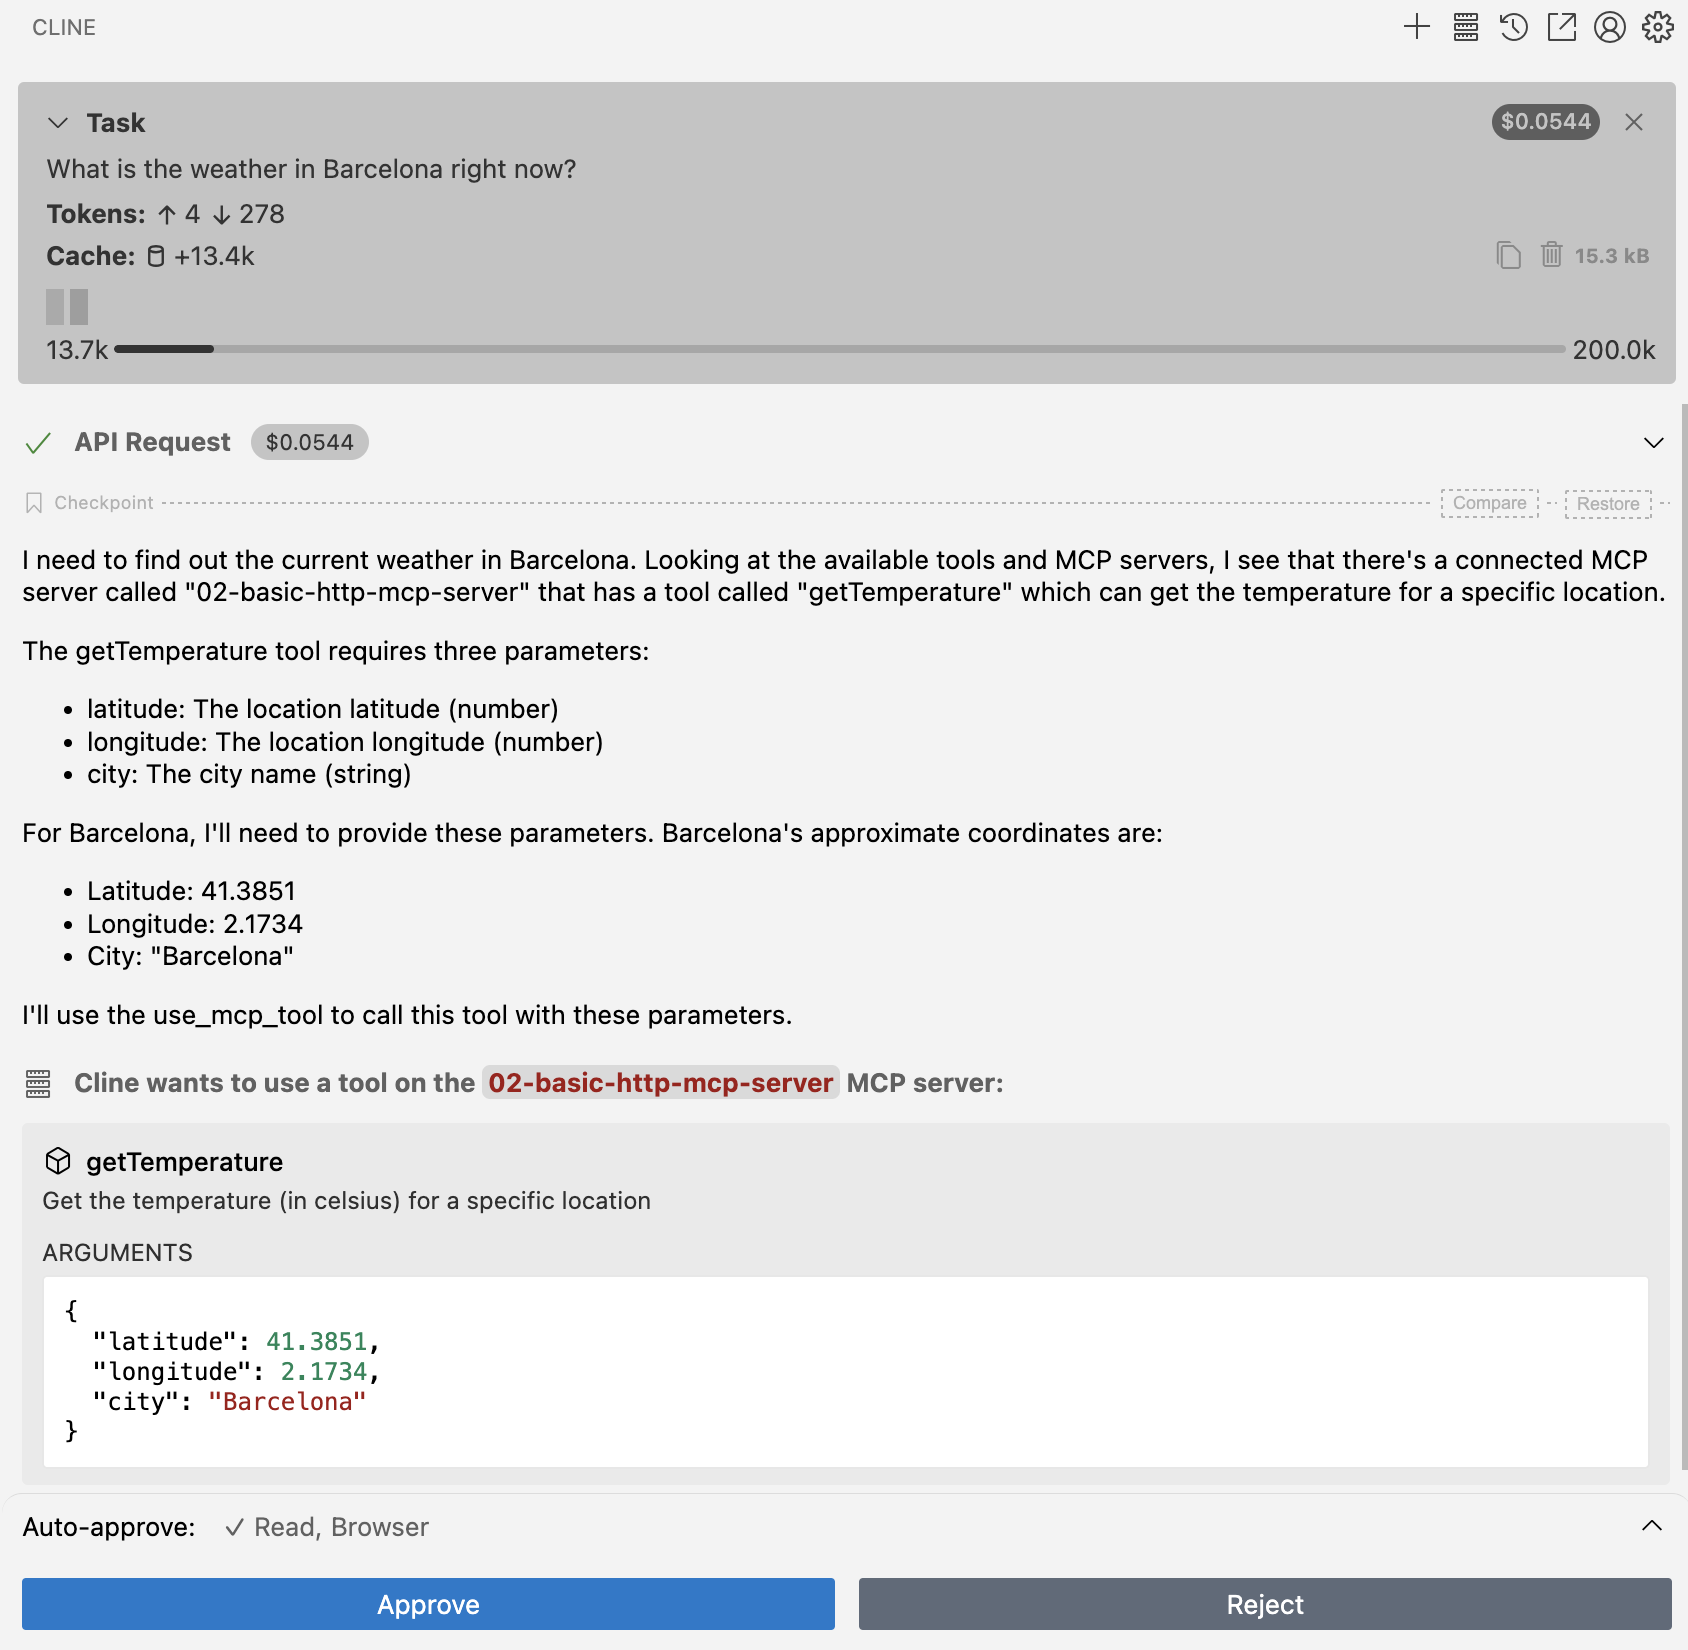 CLINE
Task
$0.0544
What is the weather in Barcelona right now?
Tokens: ↑ 4 ↓ 278
Cache: +13.4k
15.3 kB
13.7k
200.0k
API Request $0.0544
Checkpoint
Compare
Restore
I need to find out the current weather in Barcelona. Looking at the available tools and MCP servers, I see that there's a connected MCP
server called "02-basic-http-mcp-server" that has a tool called "getTemperature" which can get the temperature for a specific location.
The getTemperature tool requires three parameters:
• latitude: The location latitude (number)
• longitude: The location longitude (number)
• city: The city name (string)
For Barcelona, I'll need to provide these parameters. Barcelona's approximate coordinates are:
• Latitude: 41.3851
• Longitude: 2.1734
• City: "Barcelona"
I'll use the use_mcp_tool to call this tool with these parameters.
Cline wants to use a tool on the 02-basic-http-mcp-server MCP server:
getTemperature
Get the temperature (in celsius) for a specific location
ARGUMENTS
{
"latitude": 41.3851,
"longitude": 2.1734,
"city": "Barcelona"
}
Auto-approve: ✓ Read, Browser
Approve
Reject